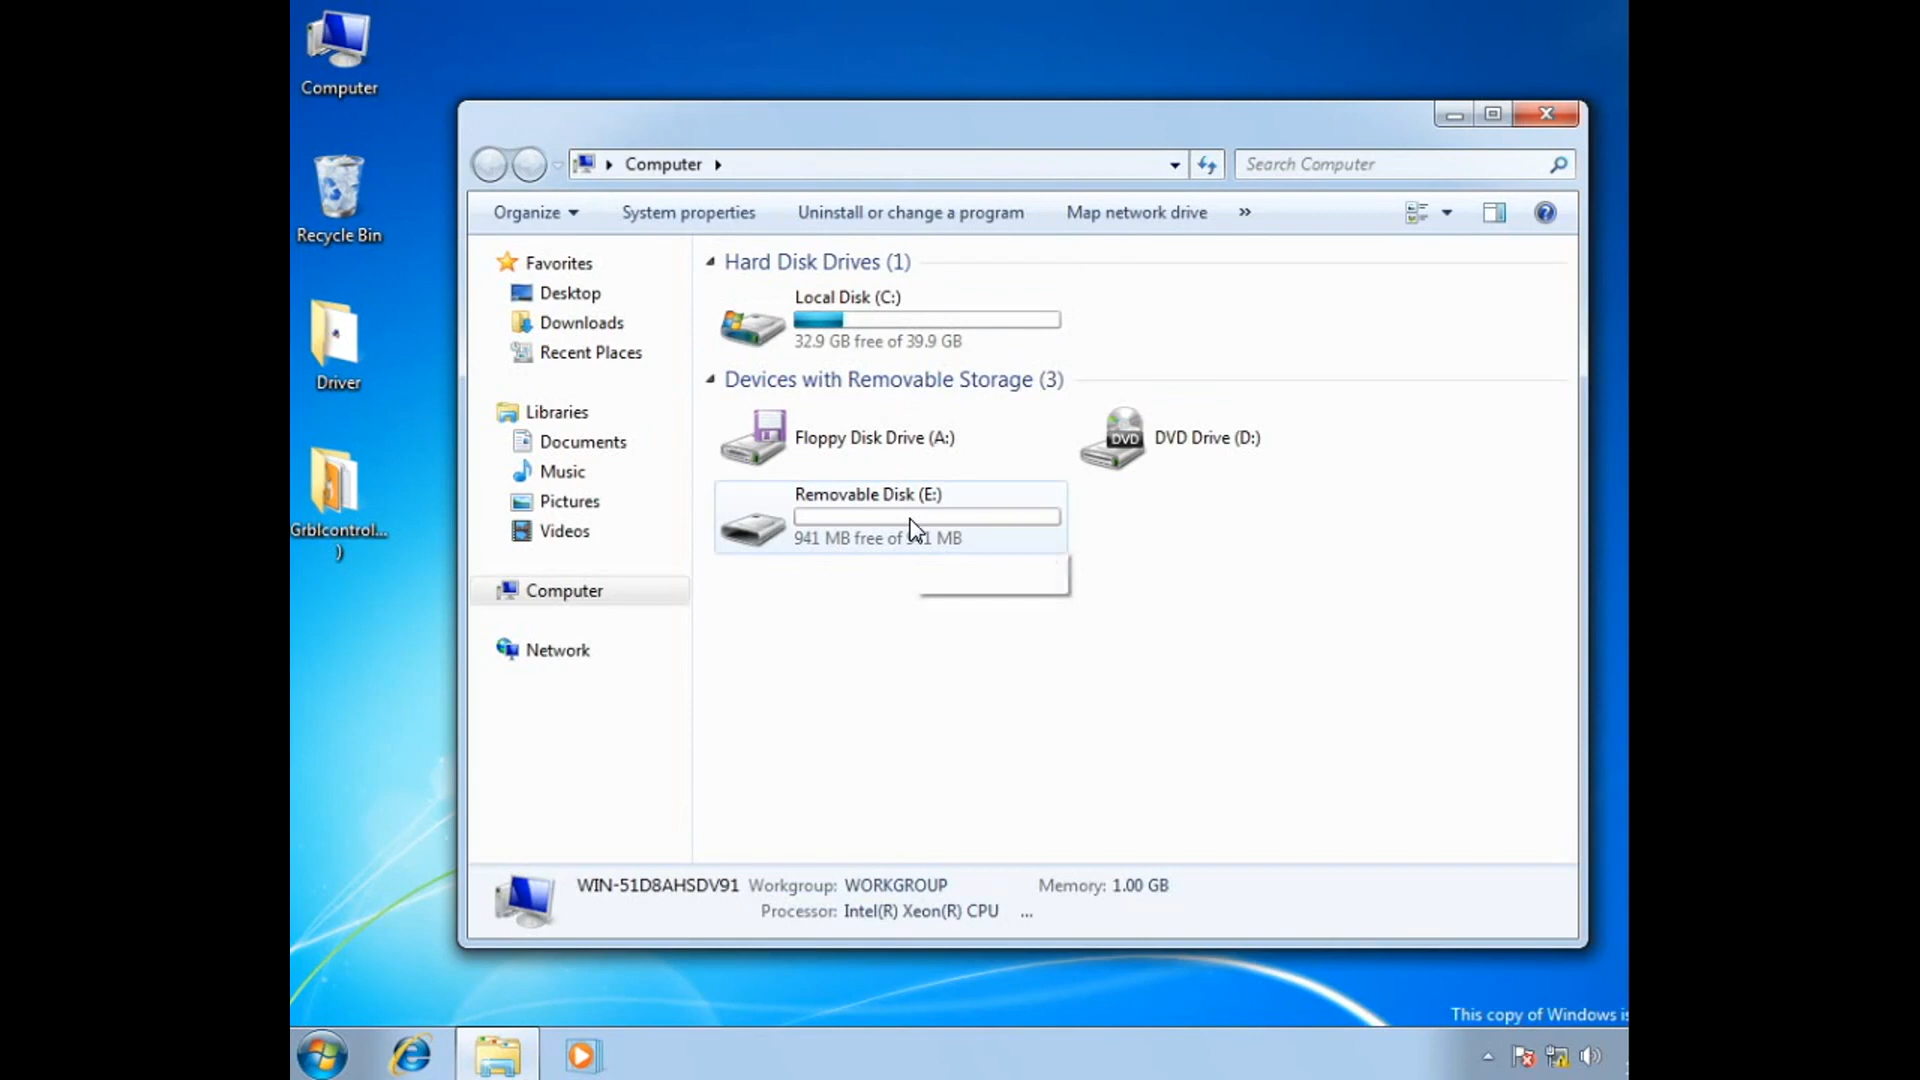 Computer
Recycle Bin
Driver
Grblcontrol...
)
Computer
Search Computer
Organize
System properties
Uninstall or change a program
Map network drive
»
Favorites
Desktop
Downloads
Recent Places
Libraries
Documents
Music
Pictures
Videos
Computer
Network
Hard Disk Drives (1)
Local Disk (C:)
32.9 GB free of 39.9 GB
Devices with Removable Storage (3)
Floppy Disk Drive (A:)
DVD
DVD Drive (D:)
Removable Disk (E:)
941 MB free of MB
WIN-51D8AHSDV91 Workgroup: WORKGROUP Memory: 1.00 GB
Processor: Intel(R) Xeon(R) CPU ...
This copy of Windows is